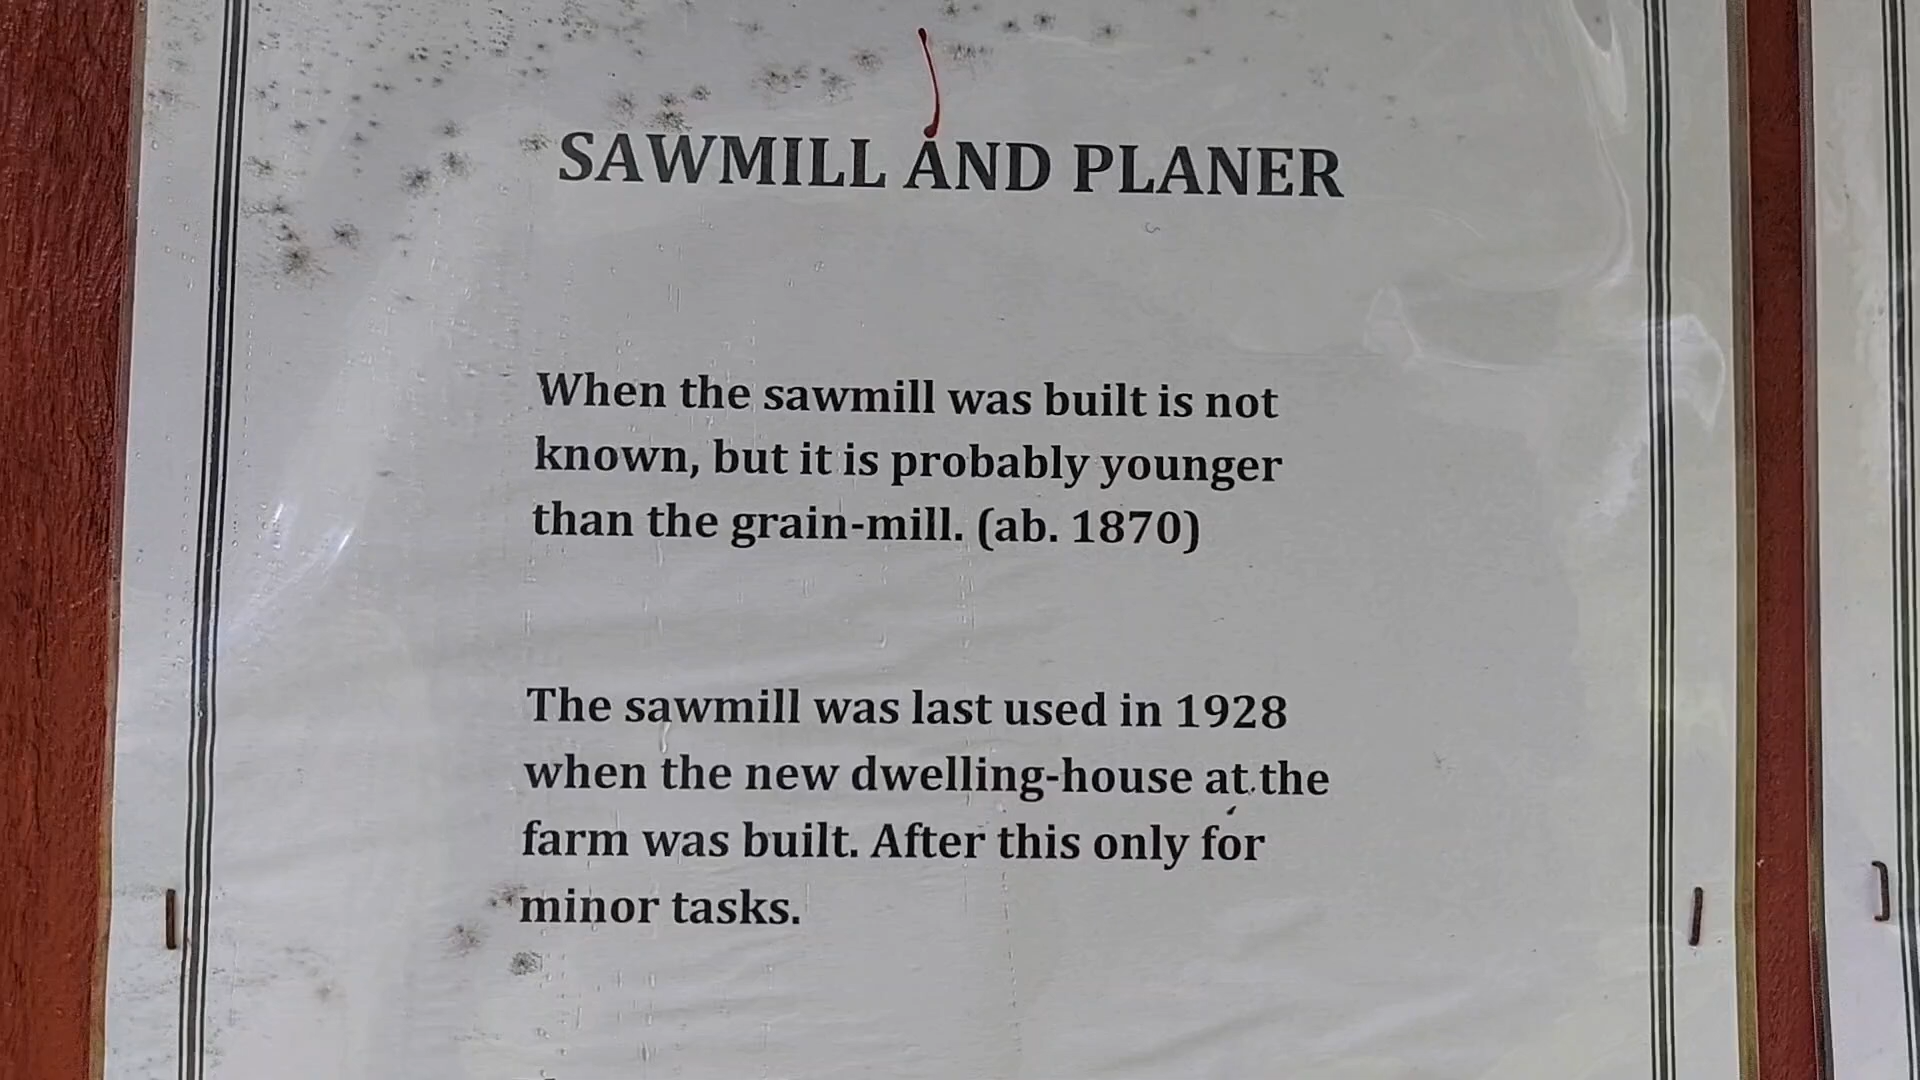 SAWMILL AND PLANER
When the sawmill was built is not
known, but it is probably younger
than the grain-mill. (ab. 1870)
The sawmill was last used in 1928
when the new dwelling-house at the
farm was built. After this only for
minor tasks.